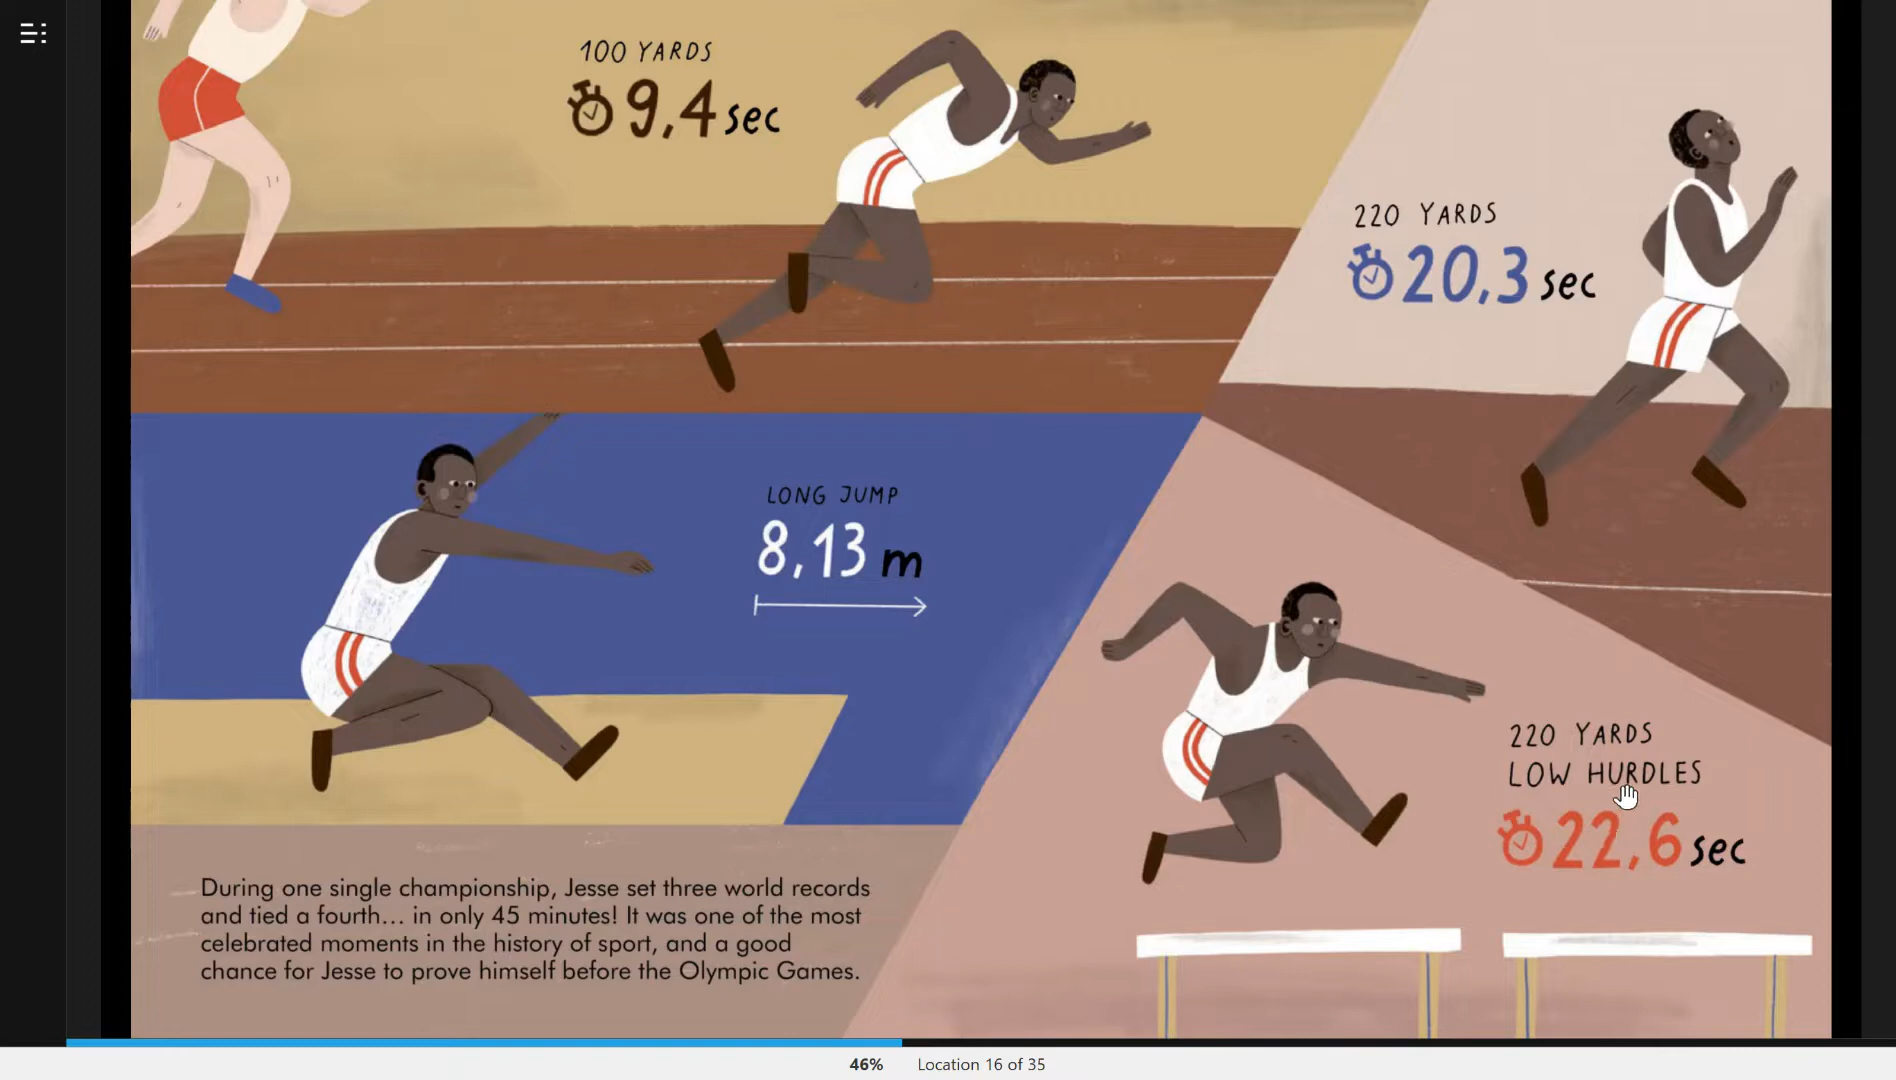 100 YARDS
9,4 sec
220 YARDS
20,3 sec
LONG JUMP
8,13 m
220 YARDS
LOW HURDLES
22,6 sec
During one single championship, Jesse set three world records
and tied a fourth... in only 45 minutes! It was one of the most
celebrated moments in the history of sport, and a good
chance for Jesse to prove himself before the Olympic Games.
46% Location 16 of 35